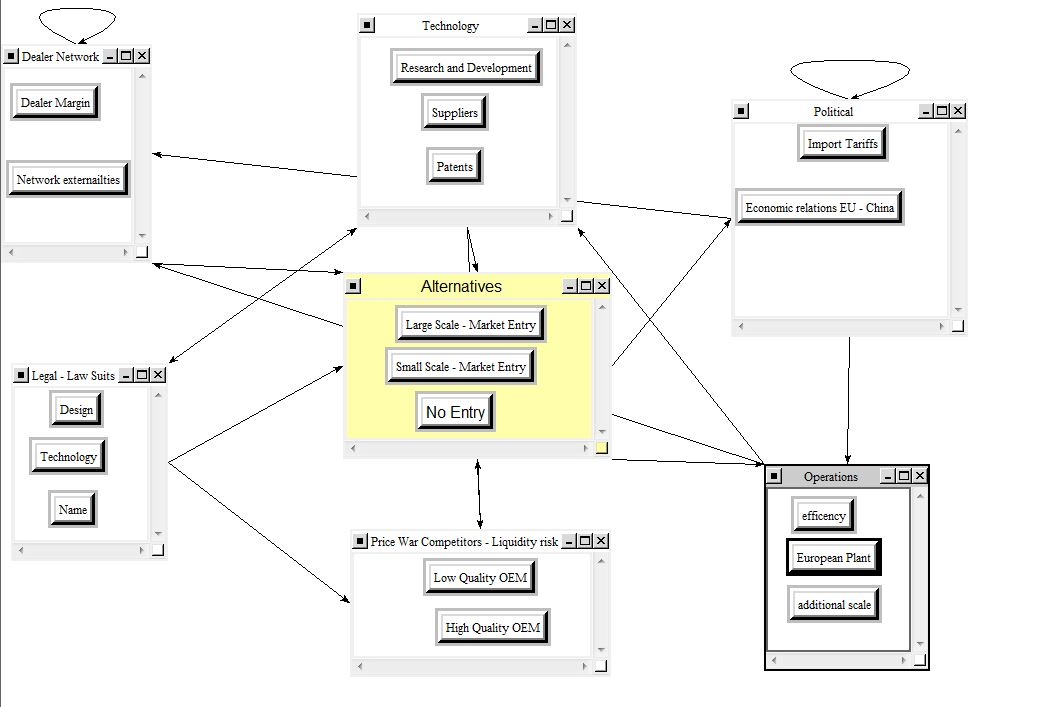 Technology
Research and Development
Suppliers
Patents
Dealer Network
Dealer Margin
Network externailties
Political
Import Tariffs
Economic relations EU - China
Alternatives
Large Scale - Market Entry
Small Scale - Market Entry
No Entry
Legal - Law Suits
Design
Technology
Name
Operations
efficency
European Plant
additional scale
Price War Competitors - Liquidity risk
Low Quality OEM
High Quality OEM